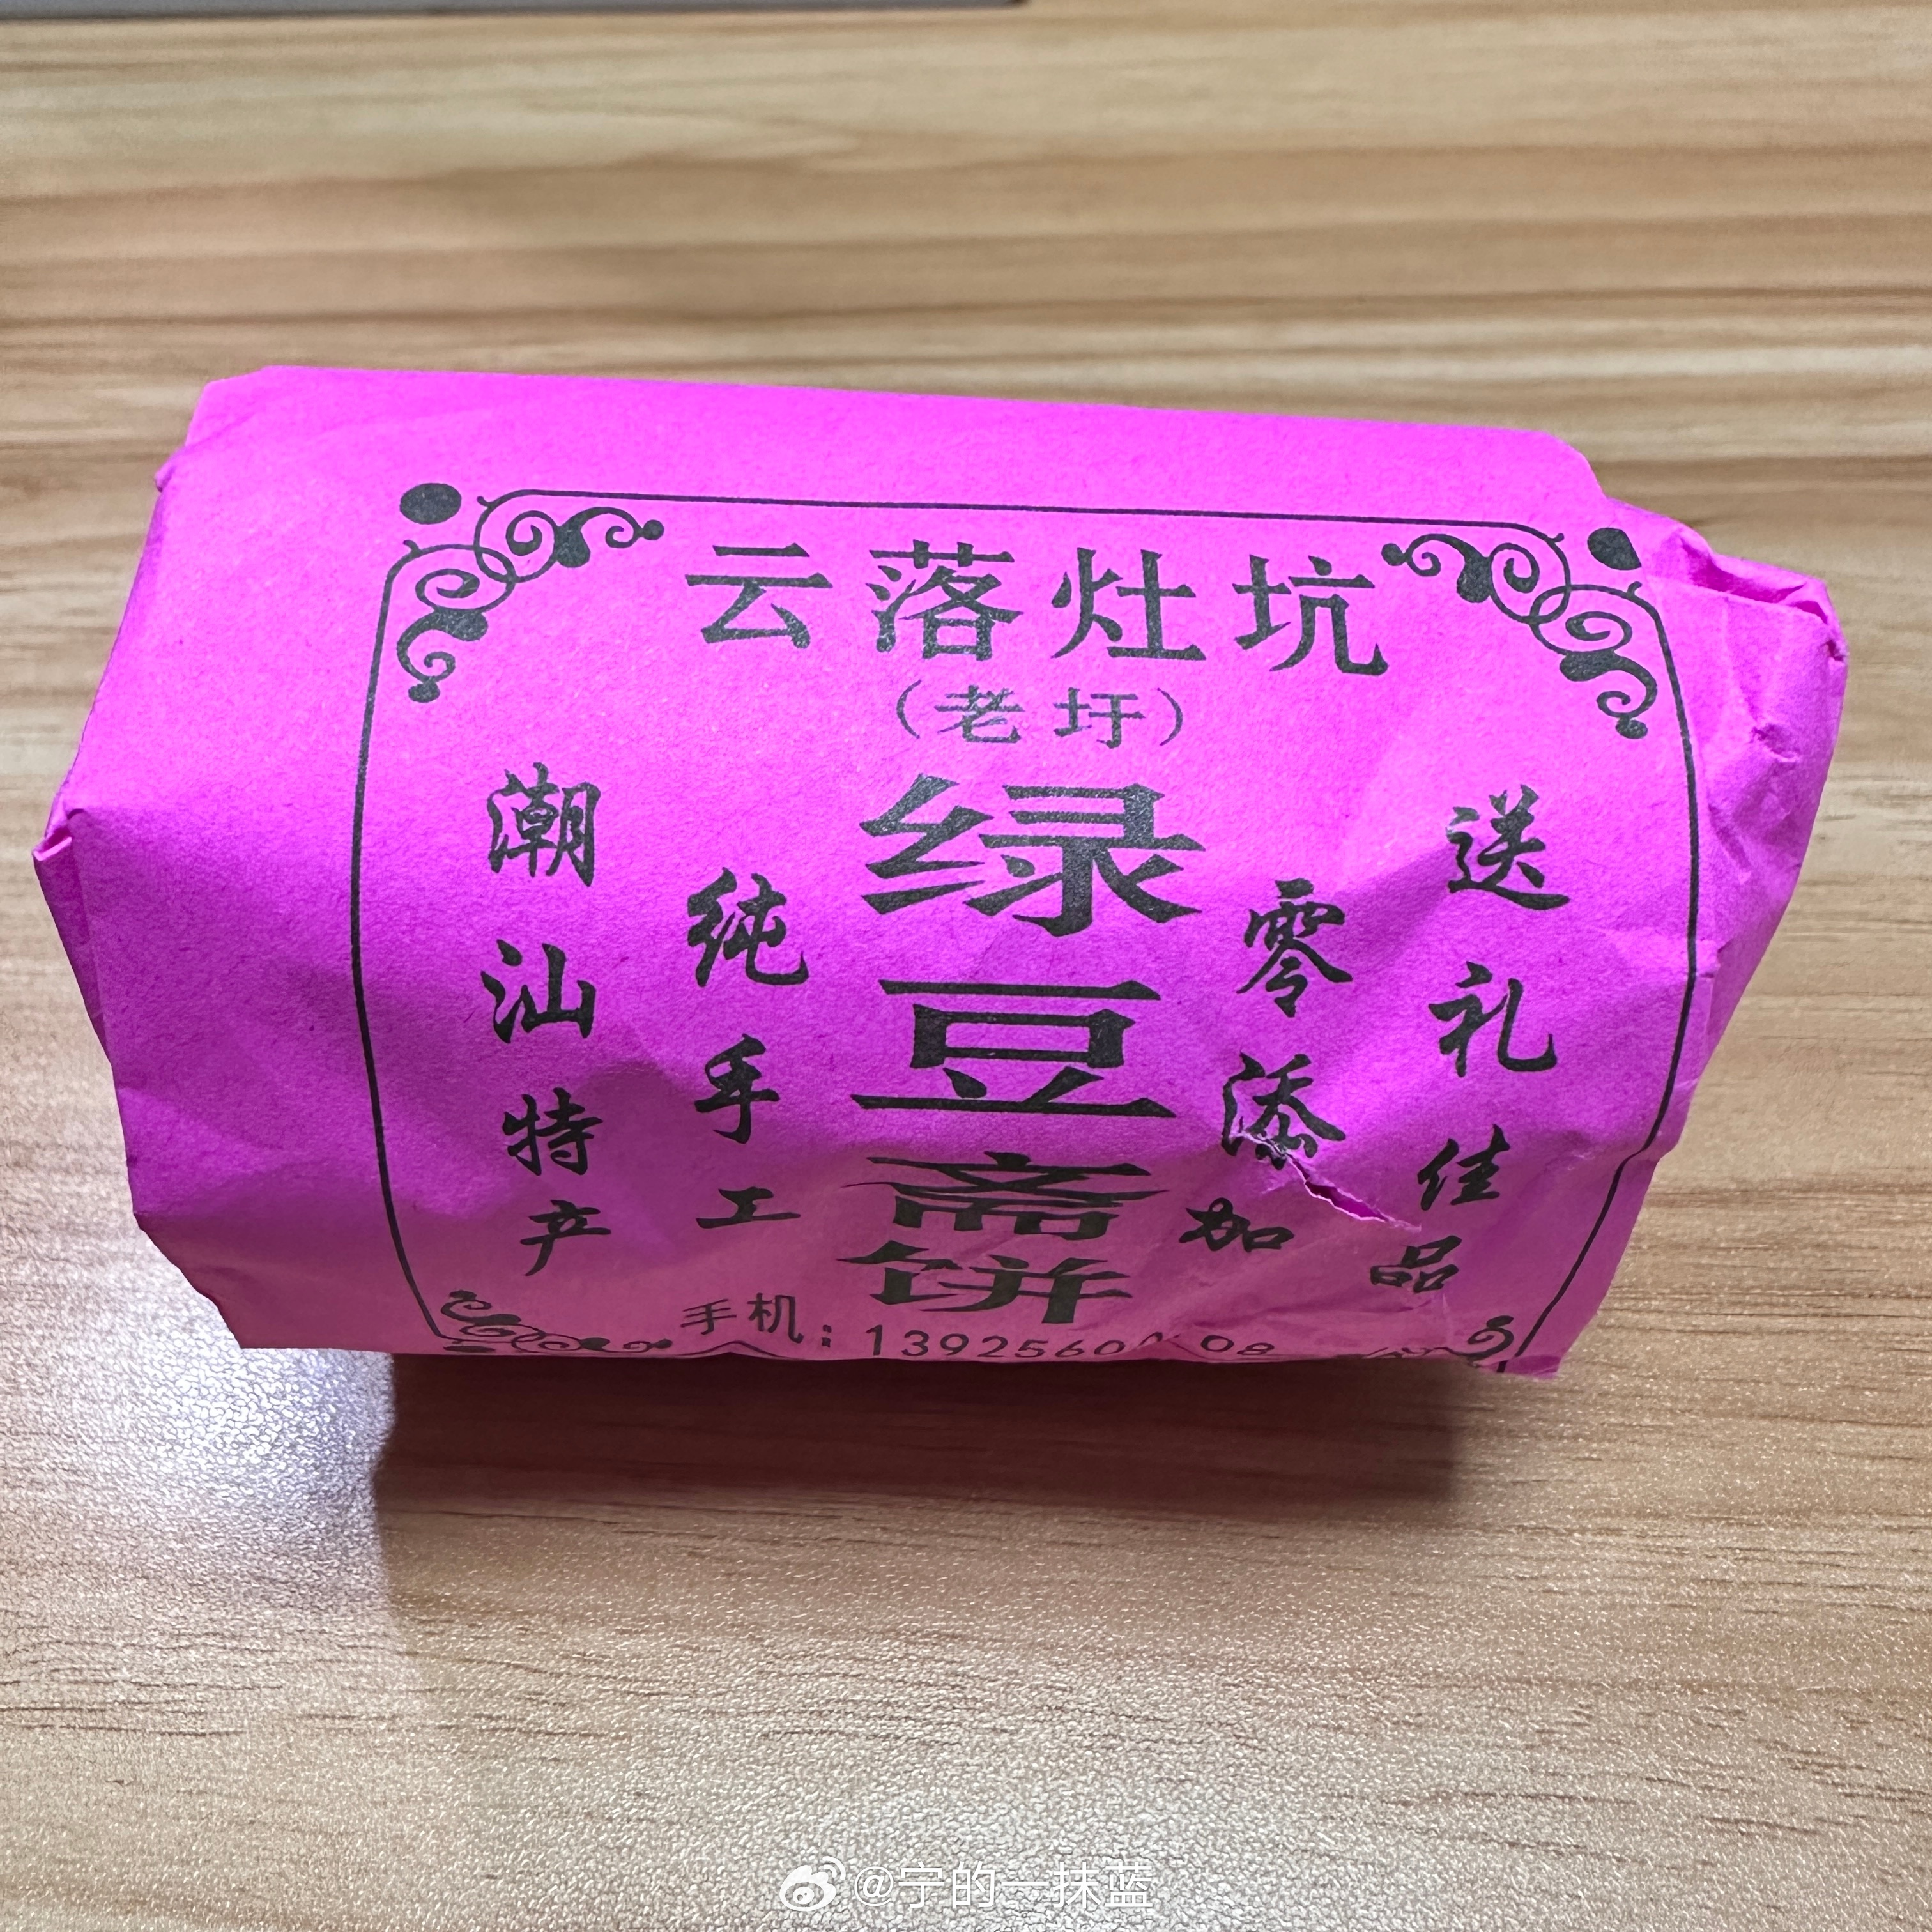 云落灶坑
(老圩)
潮汕特产
纯手工
绿豆斋饼
零添加
送礼佳品
手机:
@宁的一抹蓝